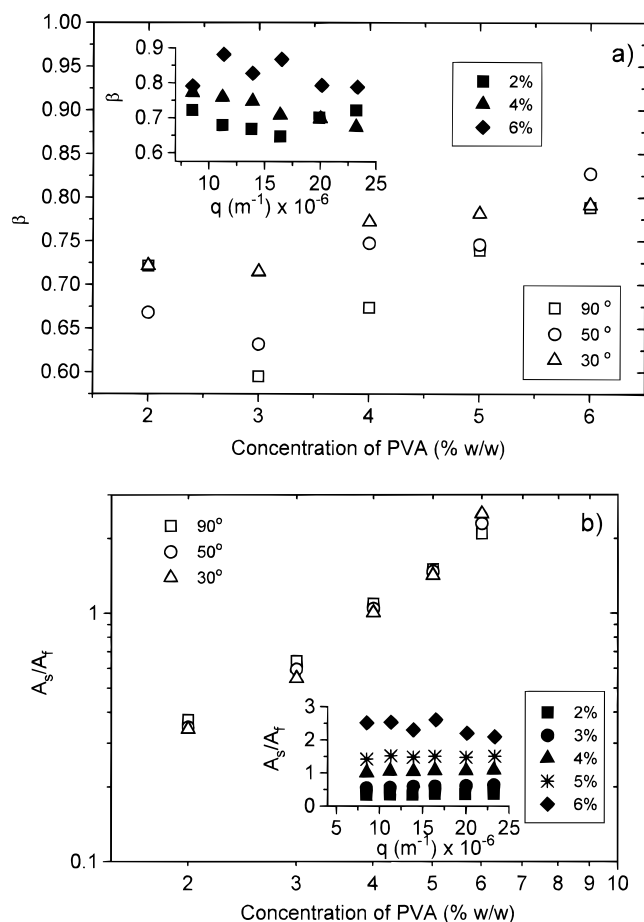 a)
1.00
0.95
0.90
0.85
0.80
0.75
0.70
0.65
0.60
β
0.9
0.8
0.7
0.6
β
10 15 20 25
q (m⁻¹) x 10⁻⁶
2%
4%
6%
90 °
50 °
30 °
2 3 4 5 6
Concentration of PVA (% w/w)
b)
90°
50°
30°
1
0.1
Aₛ/A_f
3
2
1
0
Aₛ/A_f
5 10 15 20 25
q (m⁻¹) x 10⁻⁶
2%
3%
4%
5%
6%
2 3 4 5 6 7 8 9 10
Concentration of PVA (% w/w)